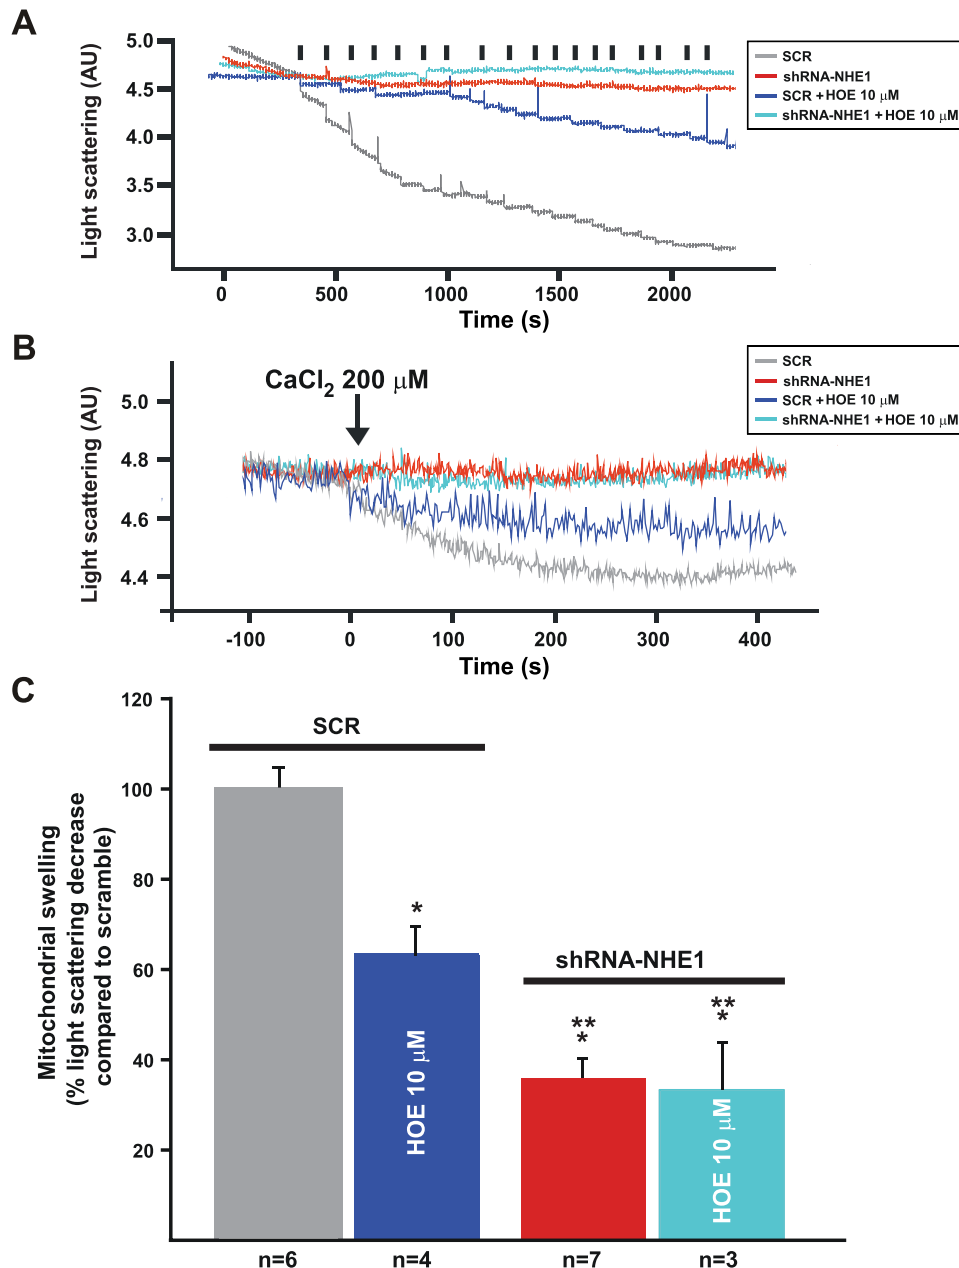 A
5.0
4.5
4.0
3.5
3.0
Light scattering (AU)
0 500 1000 1500 2000
Time (s)
SCR
shRNA-NHE1
SCR + HOE 10 μM
shRNA-NHE1 + HOE 10 μM
B
CaCl2 200 μM
5.0
4.8
4.6
4.4
Light scattering (AU)
-100 0 100 200 300 400
Time (s)
SCR
shRNA-NHE1
SCR + HOE 10 μM
shRNA-NHE1 + HOE 10 μM
C
120
100
80
60
40
20
Mitochondrial swelling
(% light scattering decrease
compared to scramble)
SCR
*
shRNA-NHE1
**
*
**
*
HOE 10 μM
HOE 10 μM
n=6 n=4 n=7 n=3